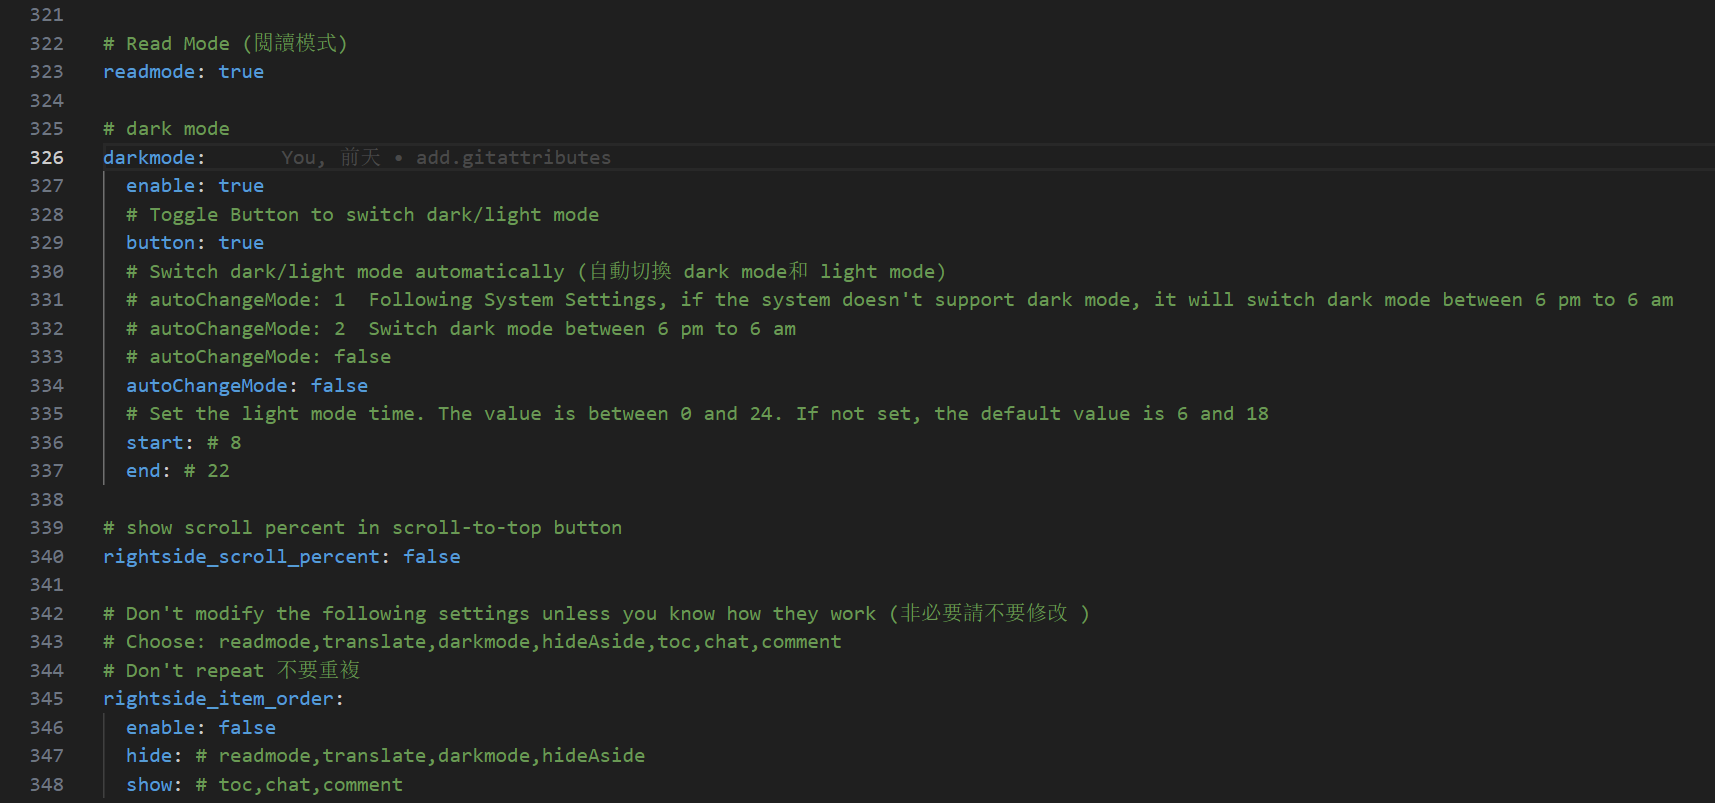 321
322 # Read Mode (閲讀模式)
323 readmode: true
324
325 # dark mode
326 darkmode: You, 前天 • add.gitattributes
327 enable: true
328 # Toggle Button to switch dark/light mode
329 button: true
330 # Switch dark/light mode automatically (自動切換 dark mode和 light mode)
331 # autoChangeMode: 1  Following System Settings, if the system doesn't support dark mode, it will switch dark mode between 6 pm to 6 am
332 # autoChangeMode: 2  Switch dark mode between 6 pm to 6 am
333 # autoChangeMode: false
334 autoChangeMode: false
335 # Set the light mode time. The value is between 0 and 24. If not set, the default value is 6 and 18
336 start: # 8
337 end: # 22
338
339 # show scroll percent in scroll-to-top button
340 rightside_scroll_percent: false
341
342 # Don't modify the following settings unless you know how they work (非必要請不要修改 )
343 # Choose: readmode,translate,darkmode,hideAside,toc,chat,comment
344 # Don't repeat 不要重複
345 rightside_item_order:
346 enable: false
347 hide: # readmode,translate,darkmode,hideAside
348 show: # toc,chat,comment